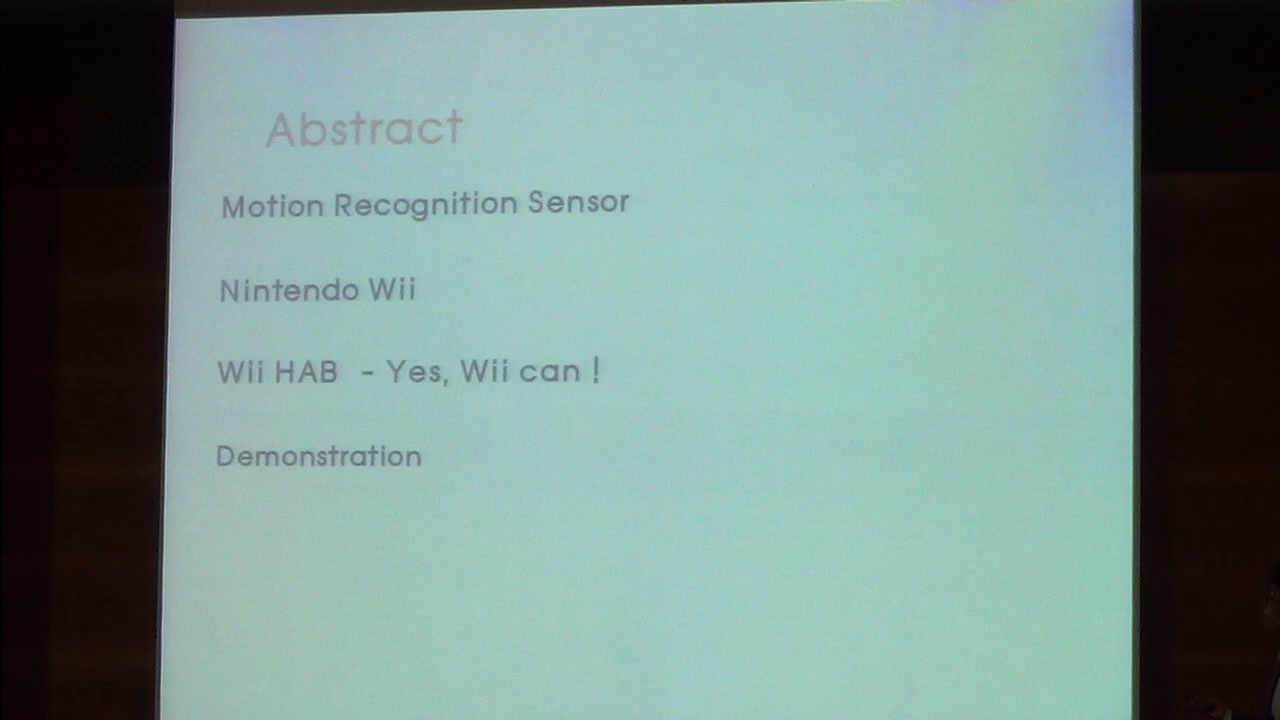 Abstract
Motion Recognition Sensor
Nintendo Wii
Wii HAB - Yes, Wii can !
Demonstration